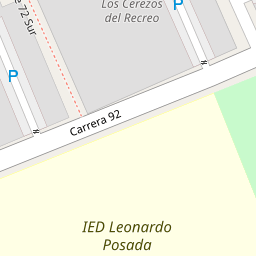 Los Cerezos
del Recreo
P
P
e 72 Sur
Carrera 92
IED Leonardo
Posada